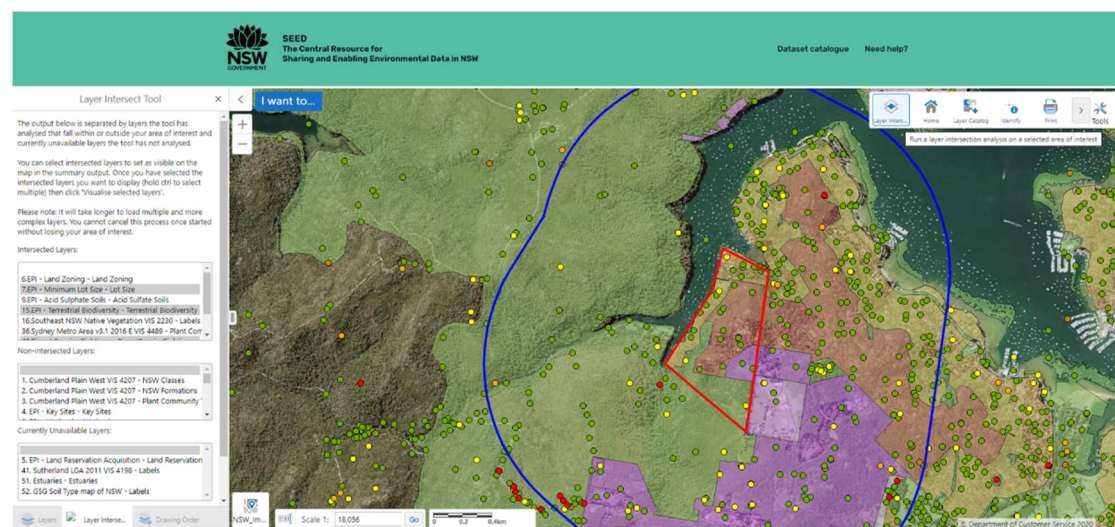 NSW
GOVERNMENT
SEED
The Central Resource for
Sharing and Enabling Environmental Data in NSW
Dataset catalogue Need help?
Layer Intersect Tool ×
The output below is separated by layers the tool has
analysed that fall within or outside your area of interest and
currently unavailable layers the tool has not analysed.
You can select intersected layers to set as visible on the
map in the summary output. Once you have selected the
intersected layers you want to display (hold ctrl to select
multiple) then click 'Visualise selected layers'.
Please note: It will take longer to load multiple and more
complex layers. You cannot cancel this process once started
without losing your area of interest.
Intersected Layers:
6.EPI - Land Zoning - Land Zoning
7.EPI - Minimum Lot Size - Lot Size
9.EPI - Acid Sulphate Soils - Acid Sulfate Soils
15.EPI - Terrestrial Biodiversity - Terrestrial Biodiversity
16.Southeast NSW Native Vegetation VIS 2230 - Labels
36.Sydney Metro Area v3.1 2016 E VIS 4489 - Plant Com
Non-intersected Layers:
1. Cumberland Plain West VIS 4207 - NSW Classes
2. Cumberland Plain West VIS 4207 - NSW Formations
3. Cumberland Plain West VIS 4207 - Plant Community
4. EPI - Key Sites - Key Sites
Currently Unavailable Layers:
5. EPI - Land Reservation Acquisition - Land Reservation
41. Sutherland LGA 2011 VIS 4198 - Labels
51. Estuaries - Estuaries
52. GSG Soil Type map of NSW - Labels
Layers Layer Interse... Drawing Order
I want to...
+
−
Layer Inters... Home Layer Catalog Identify Print Tools
Run a layer intersection analysis on a selected area of interest
NSW_Im...
Scale 1: 18,056 Go
0 0.2 0.4km
© Department of Customer Service 2020